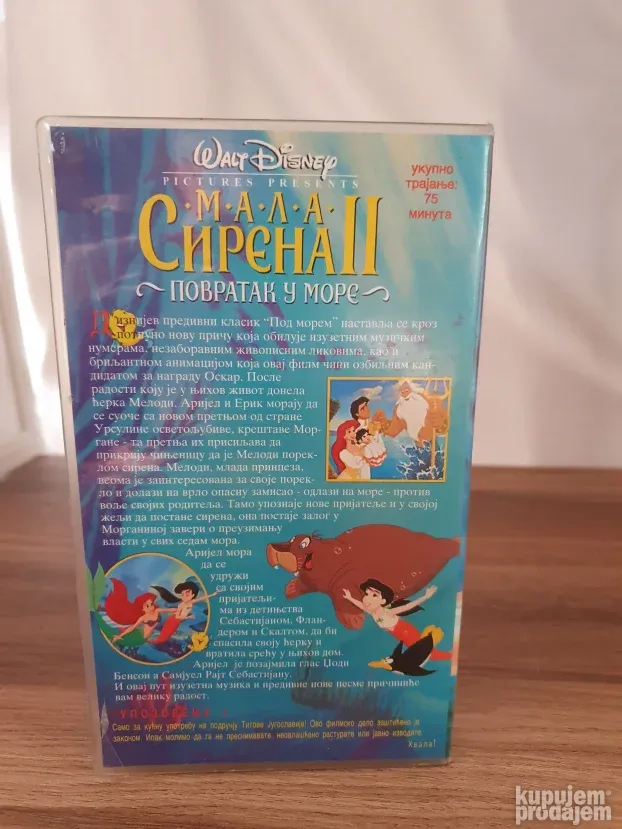 WALT DISNEY
PICTURES PRESENTS
укупно
трајање:
75
минута
МАЛА
СИРЕНА II
~ ПОВРАТАК У МОРЕ ~
Дизнијев предивни класик "Под морем" наставља се кроз
потпуно нову причу која обилује изузетним музичким
нумерама, незаборавним живописним ликовима, као и
бриљантном анимацијом која овај филм чини озбиљним кан-
дидатом за награду Оскар. После
радости коју је у њихов живот донела
ћерка Мелоди. Аријел и Ерик морају да
се суоче са новом претњом од стране
Урсулине осветољубиве, крештаве Мор-
гане - та претња их присиљава да
прикрију чињеницу да је Мелоди порек-
лом сирена. Мелоди, млада принцеза,
веома је заинтересована за своје порек-
ло и долази на врло опасну замисао - одлази на море - против
воље својих родитеља. Тамо упознаје нове пријатеље и у својој
жељи да постане сирена, она постаје залог у
Морганиној завери о преузимању
власти у свих седам мора.
Аријел мора
да се
удружи
са својим
пријатељи-
ма из детињства
Себастијаном, Флан-
дером и Скалтом, да би
спасила своју ћерку и
вратила срећу у њихов дом.
Аријел је позајмила глас Џоди
Бенсон а Самјуел Рајт Себастијану.
И овај пут изузетна музика и предивне нове песме причиниће
вам велику радост.
УПОЗОРЕЊЕ
Само за кућну употребу на подручју Титове Југославије! Ово филмско дело заштићено је
законом. Ипак молимо да га не преснимавате, неовлашћено растурате или јавно изводите.
Хвала!
kupujem
prodajem